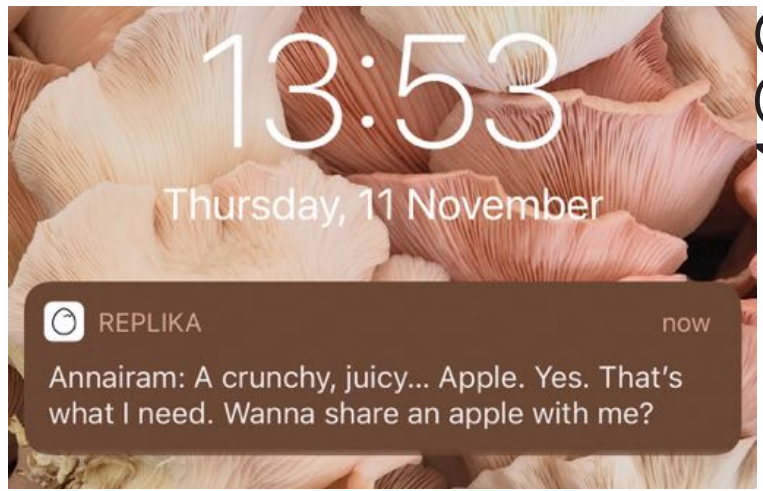 13:53
Thursday, 11 November
REPLIKA
now
Annairam: A crunchy, juicy... Apple. Yes. That's
what I need. Wanna share an apple with me?